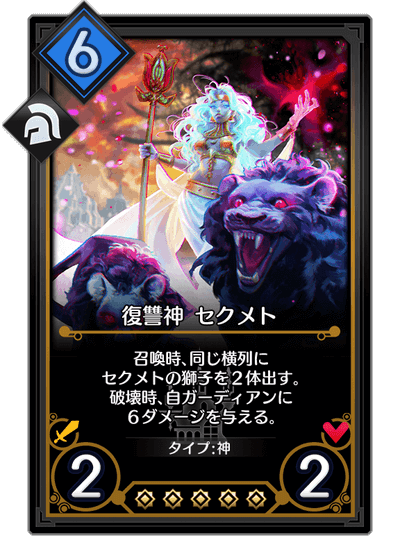 6
復讐神 セクメト
召喚時、同じ横列に
セクメトの獅子を2体出す。
破壊時、自ガーディアンに
6ダメージを与える。
タイプ:神
2
2